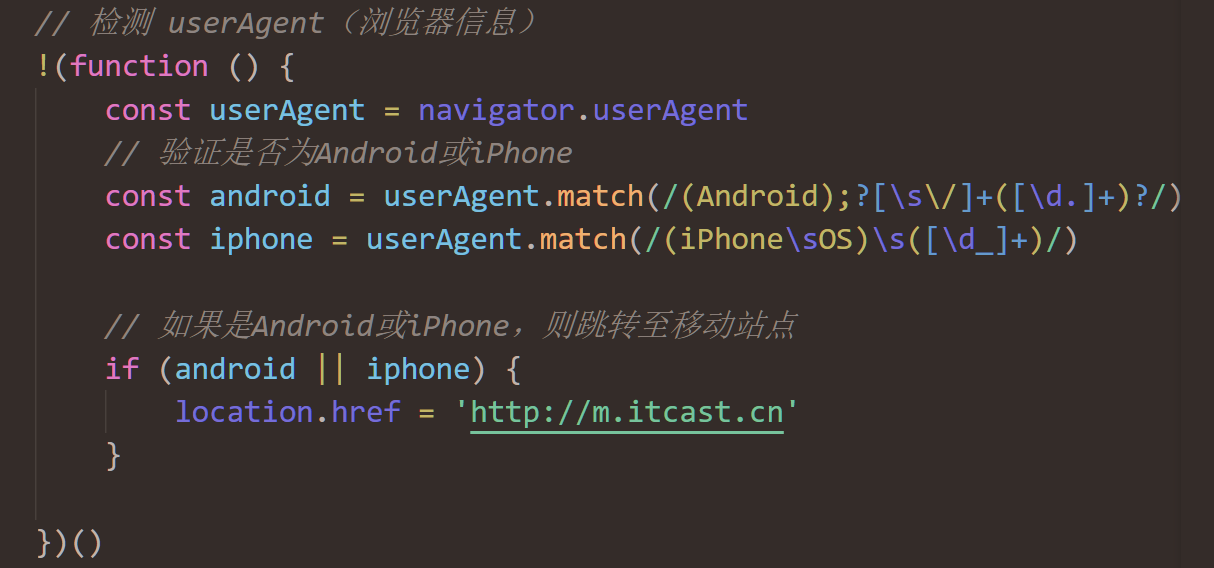 // 检测 userAgent（浏览器信息）
!(function () {
    const userAgent = navigator.userAgent
    // 验证是否为Android或iPhone
    const android = userAgent.match(/(Android);?[\s\/]+([\d.]+)?/)
    const iphone = userAgent.match(/(iPhone\sOS)\s([\d_]+)/)
    // 如果是Android或iPhone，则跳转至移动站点
    if (android || iphone) {
        location.href = 'http://m.itcast.cn'
    }
})()